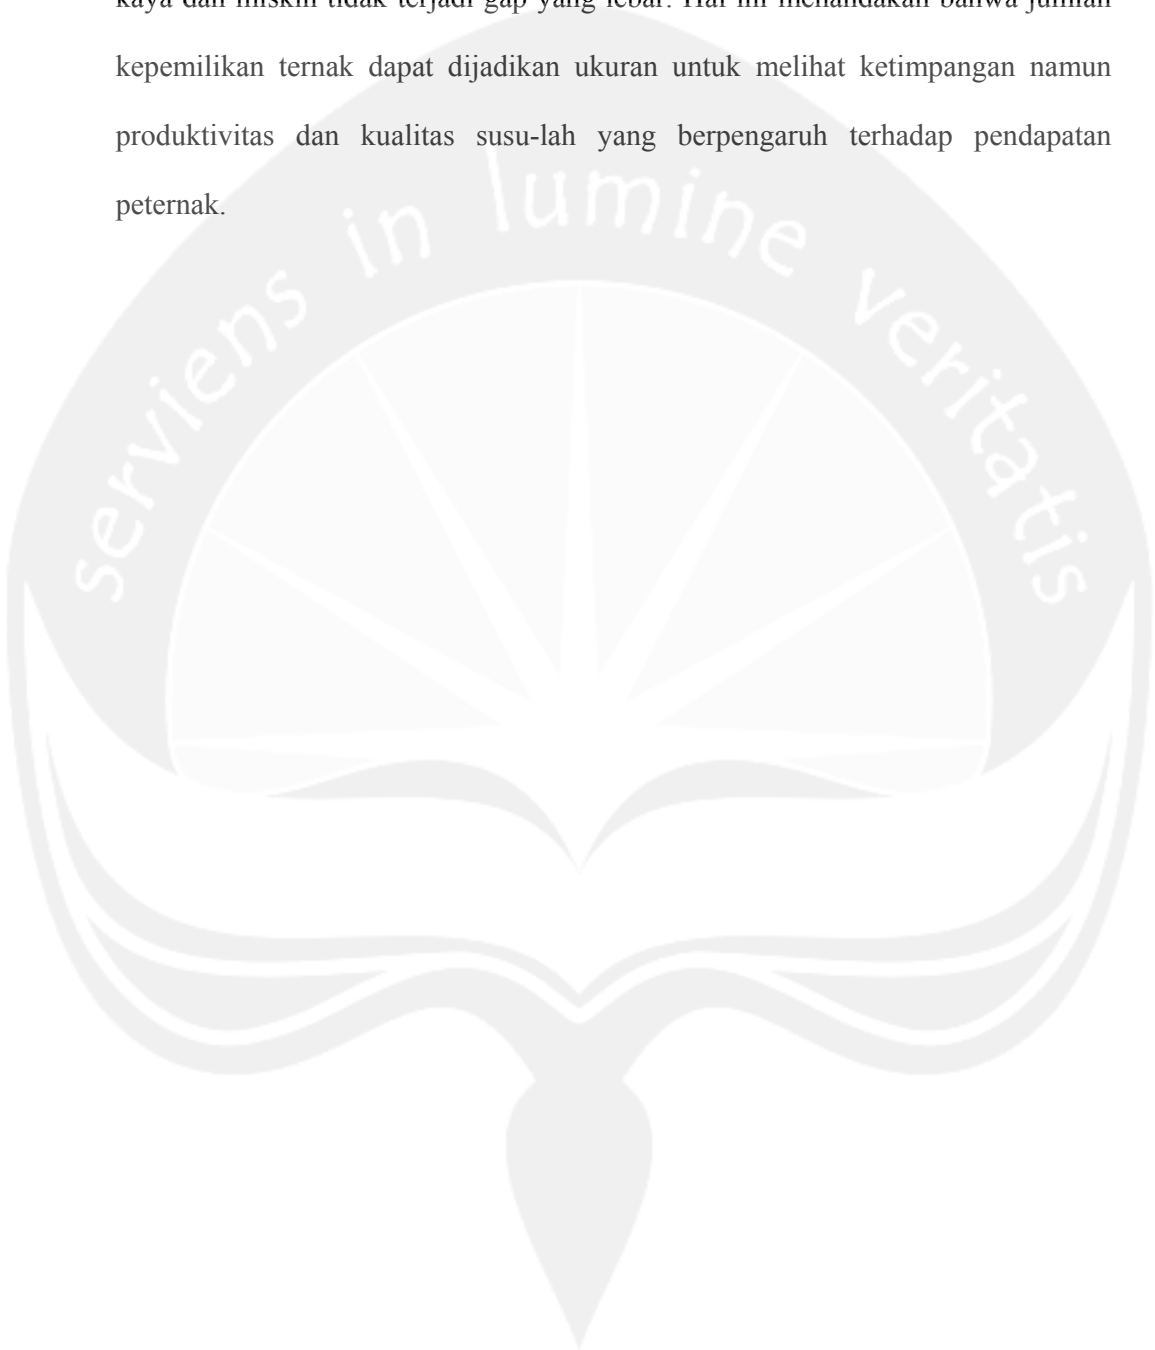 kaya dan miskin tidak terjadi gap yang lebar. Hal ini menandakan bahwa jumlah
kepemilikan ternak dapat dijadikan ukuran untuk melihat ketimpangan namun
produktivitas dan kualitas susu-lah yang berpengaruh terhadap pendapatan
peternak.
serviens in lumine veritatis